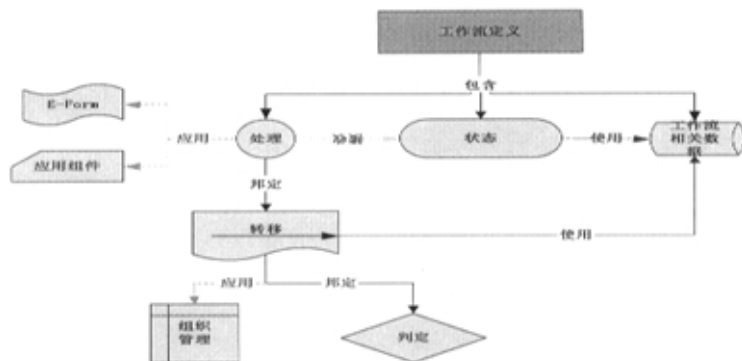 工作流定义
包含
E-Form
应用
处理
状态
使用
工作流
相关数
据
应用组件
邦定
转移
使用
应用
邦定
组织
管理
判定